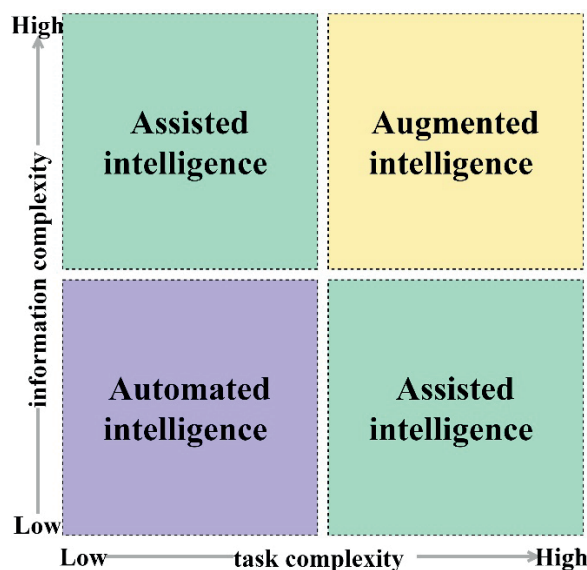 High
Assisted
intelligence
Augmented
intelligence
information complexity
Automated
intelligence
Assisted
intelligence
Low
Low
task complexity
High